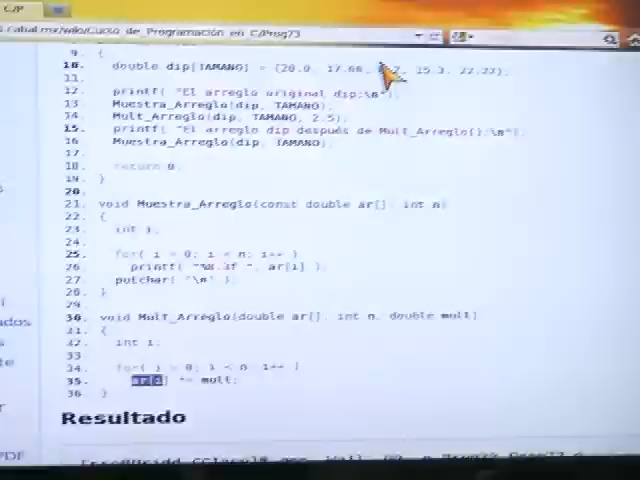 C/P
cabal.mx/wilo/Curso_de_Programación_en_C/Prog73
9. {
10. double dip[TAMANO] = {20.0, 17.66, 15.3, 22.22};
11.
12. printf( "El arreglo original dip:\n");
13. Muestra_Arreglo(dip, TAMANO);
14. Mult_Arreglo(dip, TAMANO, 2.5);
15. printf( "El arreglo dip después de Mult_Arreglo():\n");
16. Muestra_Arreglo(dip, TAMANO);
17.
18. return 0;
19. }
20.
21. void Muestra_Arreglo(const double ar[], int n)
22. {
23. int i;
24.
25. for( i = 0; i < n; i++ )
26. printf( "%8.3f ", ar[i] );
27. putchar( '\n' );
28. }
29.
30. void Mult_Arreglo(double ar[], int n, double mult)
31. {
32. int i;
33.
34. for( i = 0; i < n; i++ )
35. ar[i] *= mult;
36. }
Resultado
PDF